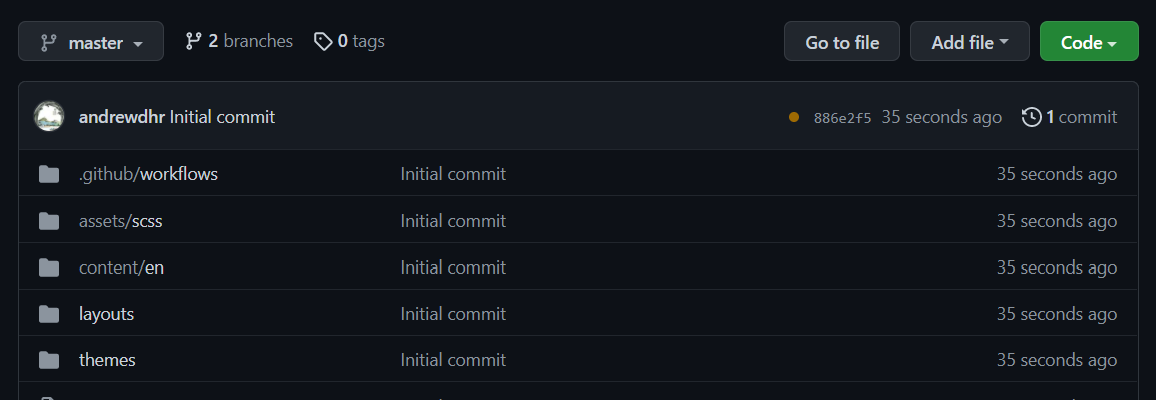 master 2 branches 0 tags Go to file Add file Code
andrewdhr Initial commit 886e2f5 35 seconds ago 1 commit
.github/workflows Initial commit 35 seconds ago
assets/scss Initial commit 35 seconds ago
content/en Initial commit 35 seconds ago
layouts Initial commit 35 seconds ago
themes Initial commit 35 seconds ago